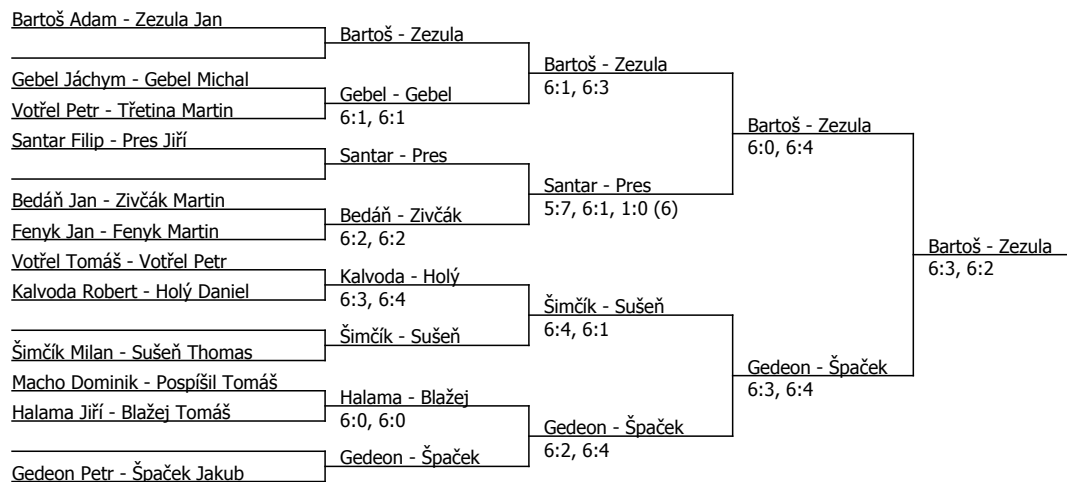 Bartoš Adam - Zezula Jan
Bartoš - Zezula
Gebel Jáchym - Gebel Michal
Bartoš - Zezula
6:1, 6:3
Votřel Petr - Třetina Martin
Gebel - Gebel
6:1, 6:1
Bartoš - Zezula
6:0, 6:4
Santar Filip - Pres Jiří
Santar - Pres
Santar - Pres
5:7, 6:1, 1:0 (6)
Bedáň Jan - Zivčák Martin
Bedáň - Zivčák
6:2, 6:2
Fenyk Jan - Fenyk Martin
Bartoš - Zezula
6:3, 6:2
Votřel Tomáš - Votřel Petr
Kalvoda - Holý
6:3, 6:4
Kalvoda Robert - Holý Daniel
Šimčík - Sušeň
6:4, 6:1
Šimčík - Sušeň
Šimčík Milan - Sušeň Thomas
Gedeon - Špaček
6:3, 6:4
Macho Dominik - Pospíšil Tomáš
Halama - Blažej
6:0, 6:0
Halama Jiří - Blažej Tomáš
Gedeon - Špaček
6:2, 6:4
Gedeon - Špaček
Gedeon Petr - Špaček Jakub